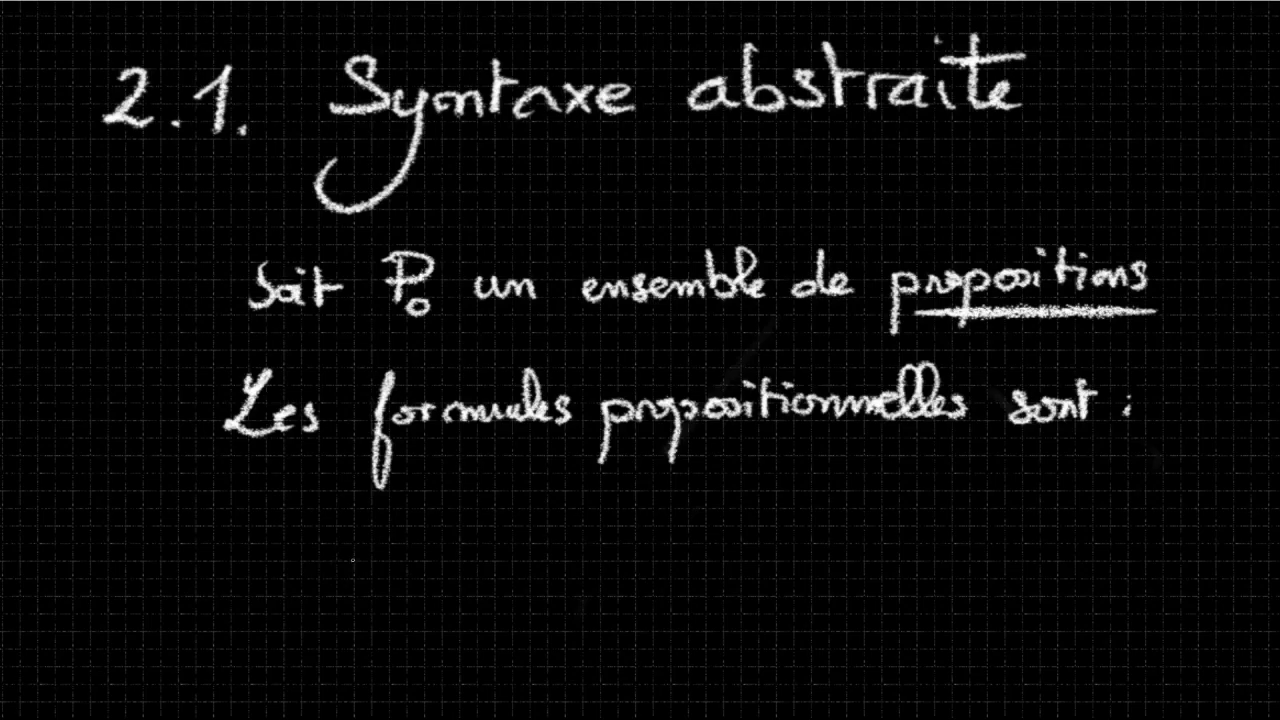 2.1. Syntaxe abstraite
Soit P₀ un ensemble de propositions
Les formules propositionnelles sont :